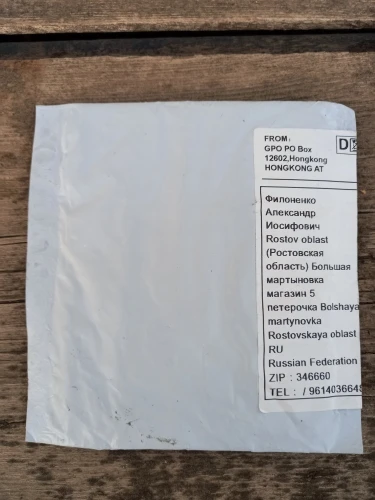 FROM:
GPO PO Box
12602,Hongkong
HONGKONG AT
D
Филоненко
Александр
Иосифович
Rostov oblast
(Ростовская
область) Большая
мартыновка
магазин 5
петерочка Bolshaya
martynovka
Rostovskaya oblast
RU
Russian Federation
ZIP : 346660
TEL : / 961403664